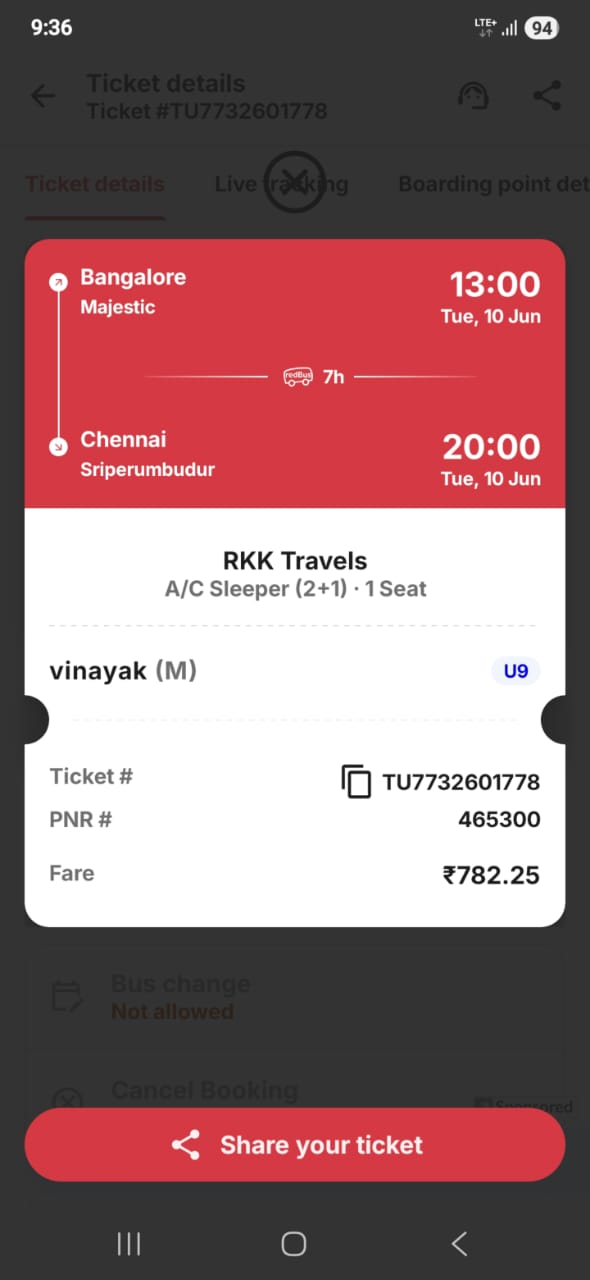 9:36
LTE+
94
Ticket details
Ticket #TU7732601778
Ticket details
Live tracking
Boarding point det
Bangalore
13:00
Majestic
Tue, 10 Jun
redBus 7h
Chennai
20:00
Sriperumbudur
Tue, 10 Jun
RKK Travels
A/C Sleeper (2+1) · 1 Seat
vinayak (M)
U9
Ticket #
TU7732601778
PNR #
465300
Fare
₹782.25
Bus change
Not allowed
Cancel Booking
Sponsored
Share your ticket